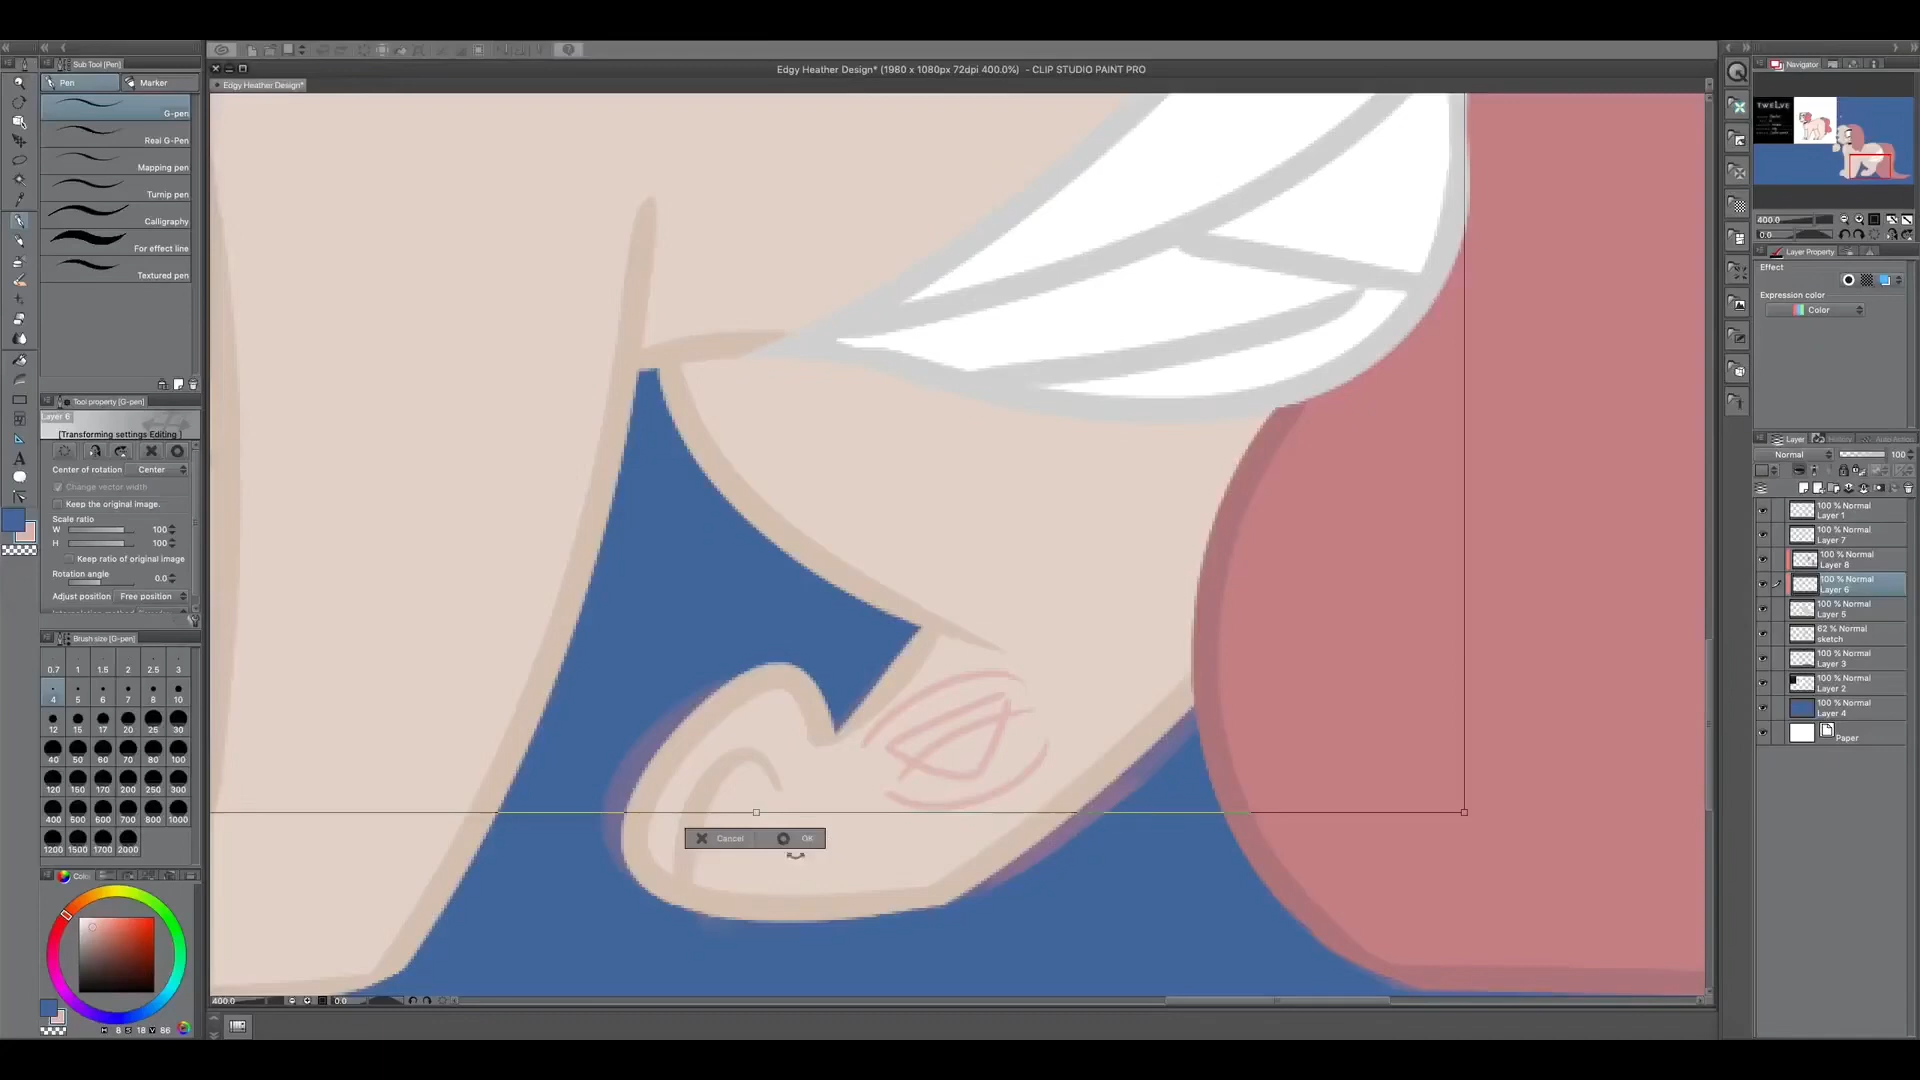 Sub Tool [Pen]
Pen
Marker
G-pen
Real G-Pen
Mapping pen
Turnip pen
Calligraphy
For effect line
Textured pen
Tool property [G-pen]
Layer 6
[Transforming settings Editing ]
Center of rotation
Center
Change vector width
Keep the original image.
Scale ratio
W
100
H
100
Keep ratio of original image
Rotation angle
0.0
Adjust position
Free position
Brush size [G-pen]
0.7 1 1.5 2 2.5 3
4 5 6 7 8 10
12 15 17 20 25 30
40 50 60 70 80 100
120 150 170 200 250 300
400 500 600 700 800 1000
1200 1500 1700 2000
Color
H 8 S 18 V 86
Edgy Heather Design* (1980 x 1080px 72dpi 400.0%) - CLIP STUDIO PAINT PRO
Edgy Heather Design*
Cancel
OK
400.0
0.0
Navigator
TWELVE
400.0
0.0
Layer Property
Effect
Expression color
Color
Layer
History
Auto Action
Normal
100
100 % Normal
Layer 1
100 % Normal
Layer 7
100 % Normal
Layer 8
100 % Normal
Layer 6
100 % Normal
Layer 5
62 % Normal
sketch
100 % Normal
Layer 3
100 % Normal
Layer 2
100 % Normal
Layer 4
Paper